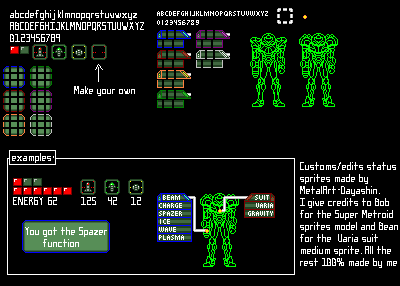 abcdefghijklmnopqrstuvwxyz
ABCDEFGHIJKLMNOPQRSTUVWXYZ
0123456789
Make your own
abcdefghijklmnopqrstuvwxyz
ABCDEFGHIJKLMNOPQRSTUVWXYZ
0123456789
examples:
ENERGY 62
125
42
12
You got the Spazer
function
BEAM
CHARGE
SPAZER
ICE
WAVE
PLASMA
SUIT
VARIA
GRAVITY
Customs/edits status
sprites made by
MetalArt-Dayashin.
I give credits to Bob
for the Super Metroid
sprites model and Bean
for the Varia suit
medium sprite. All the
rest 100% made by me